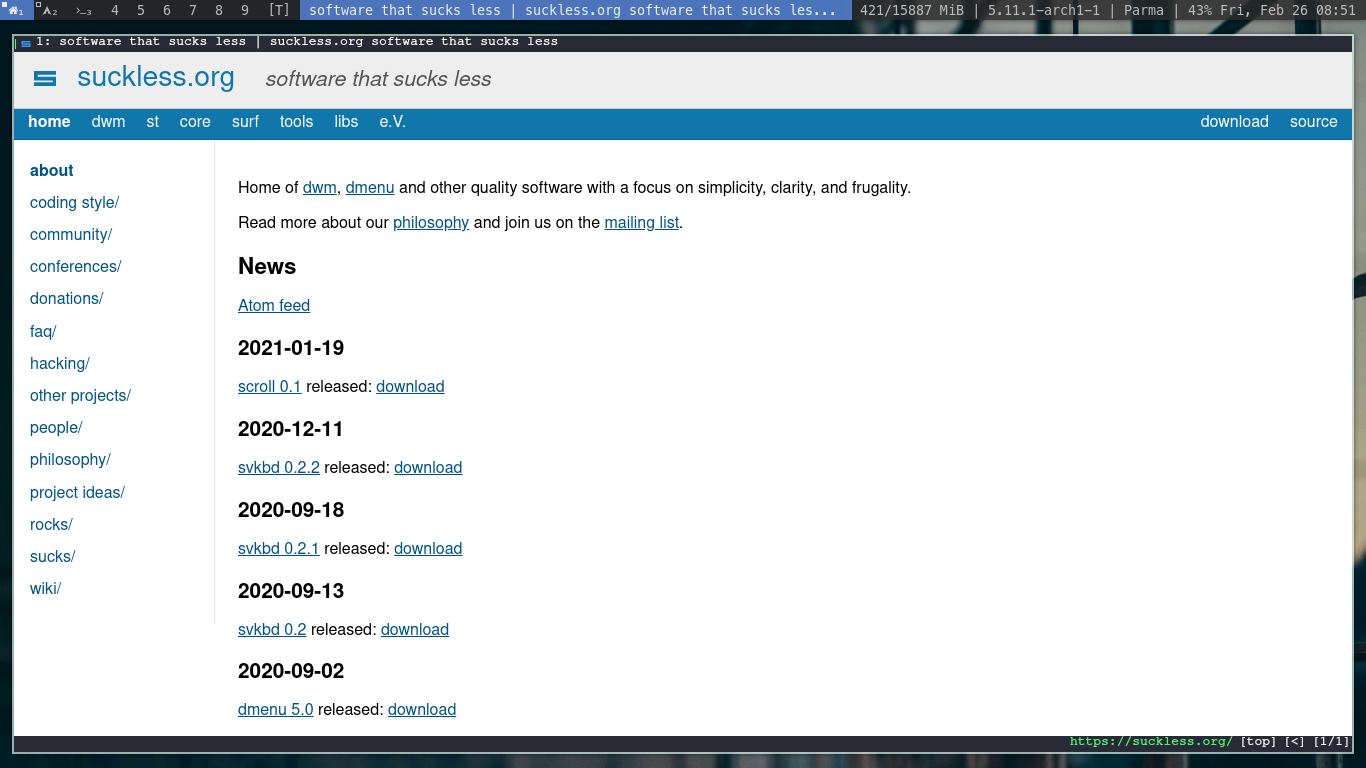 1 2 >_3 4 5 6 7 8 9 [T] software that sucks less | suckless.org software that sucks les... 421/15887 MiB | 5.11.1-arch1-1 | Parma | 43% Fri, Feb 26 08:51
1: software that sucks less | suckless.org software that sucks less
suckless.org software that sucks less
home dwm st core surf tools libs e.V. download source
about
coding style/
community/
conferences/
donations/
faq/
hacking/
other projects/
people/
philosophy/
project ideas/
rocks/
sucks/
wiki/
Home of dwm, dmenu and other quality software with a focus on simplicity, clarity, and frugality.
Read more about our philosophy and join us on the mailing list.
News
Atom feed
2021-01-19
scroll 0.1 released: download
2020-12-11
svkbd 0.2.2 released: download
2020-09-18
svkbd 0.2.1 released: download
2020-09-13
svkbd 0.2 released: download
2020-09-02
dmenu 5.0 released: download
https://suckless.org/ [top] [<] [1/1]